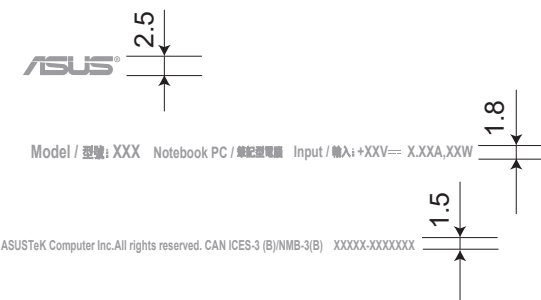 2.5
ASUS®
1.8
Model / 型號: XXX Notebook PC / 筆記型電腦 Input / 輸入: +XXV⎓ X.XXA,XXW
1.5
ASUSTeK Computer Inc.All rights reserved. CAN ICES-3 (B)/NMB-3(B) XXXXX-XXXXXXX